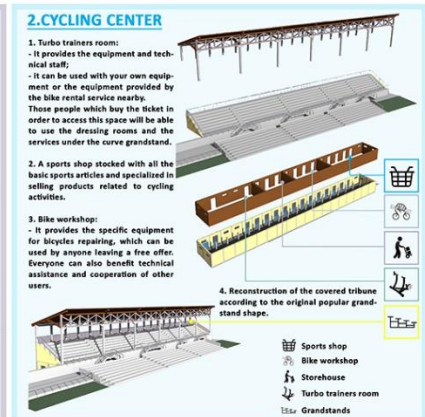 2.CYCLING CENTER
1. Turbo trainers room:
- It provides the equipment and tech-
nical staff;
- it can be used with your own equip-
ment or the equipment provided by
the bike rental service nearby.
Those people which buy the ticket in
order to access this space will be able
to use the dressing rooms and the
services under the curve grandstand.
2. A sports shop stocked with all the
basic sports articles and specialized in
selling products related to cycling
activities.
3. Bike workshop:
- It provides the specific equipment
for bicycles repairing, which can be
used by anyone leaving a free offer.
Everyone can also benefit technical
assistance and cooperation of other
users.
4. Reconstruction of the covered tribune
according to the original popular grand-
stand shape.
Sports shop
Bike workshop
Storehouse
Turbo trainers room
Grandstands